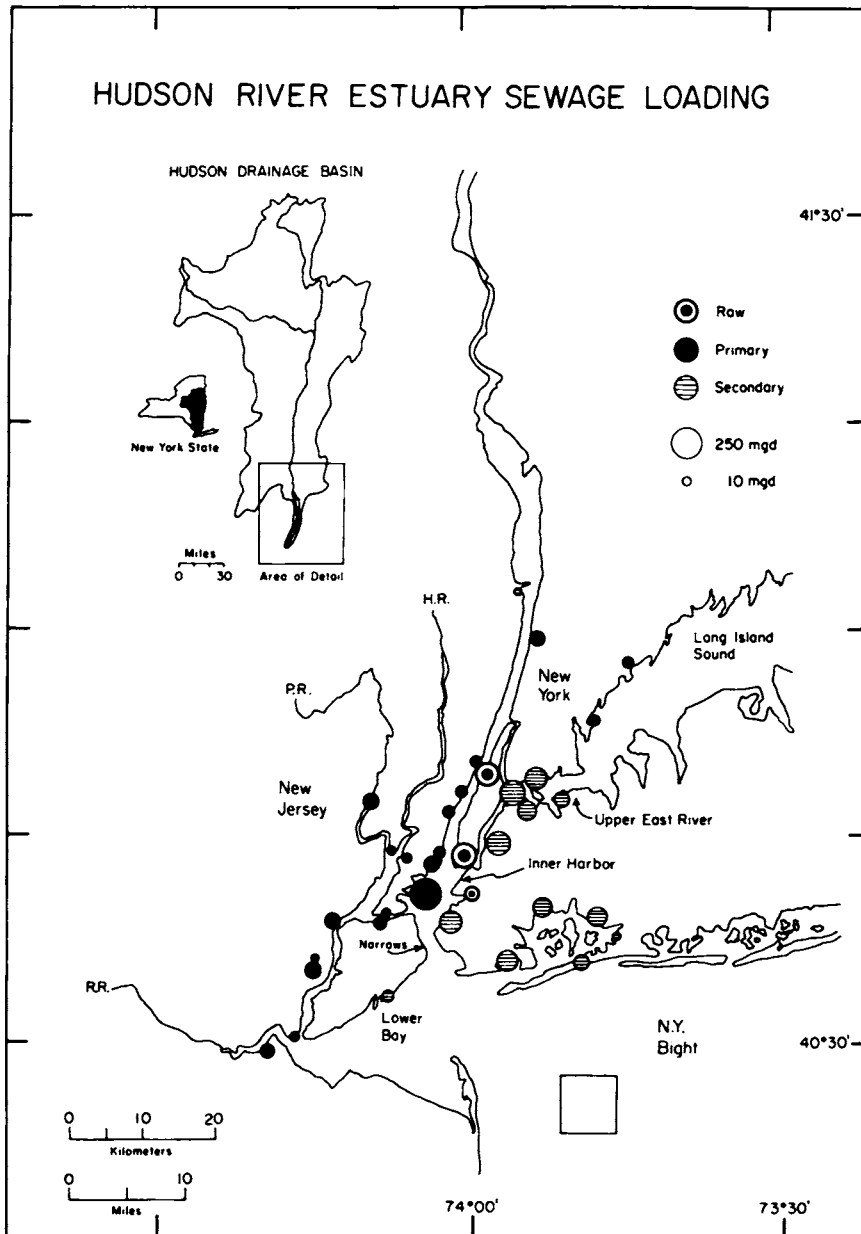 HUDSON RIVER ESTUARY SEWAGE LOADING
HUDSON DRAINAGE BASIN
41°30'
Raw
Primary
Secondary
250 mgd
10 mgd
New York State
Miles
0 30
Area of Detail
H.R.
P.R.
New York
Long Island Sound
New Jersey
Upper East River
Inner Harbor
Narrows
R.R.
Lower Bay
N.Y. Bight
40°30'
0 10 20
Kilometers
0 10
Miles
74°00'
73°30'